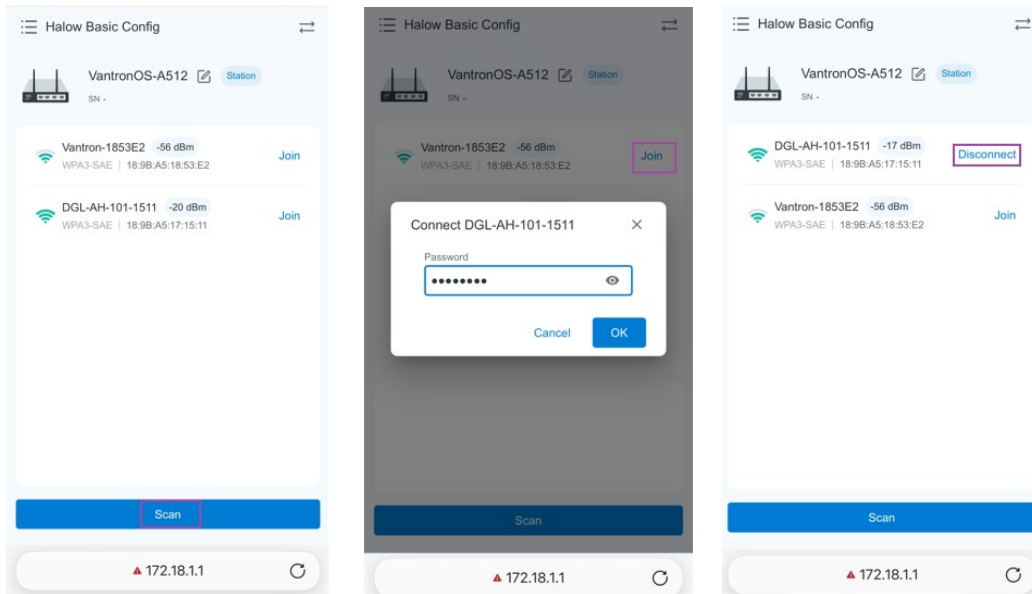 Halow Basic Config
VantronOS-A512 Station
SN -
Vantron-1853E2 -56 dBm
WPA3-SAE | 18:9B:A5:18:53:E2
Join
DGL-AH-101-1511 -20 dBm
WPA3-SAE | 18:9B:A5:17:15:11
Join
Scan
172.18.1.1
Halow Basic Config
VantronOS-A512 Station
SN -
Vantron-1853E2 -56 dBm
WPA3-SAE | 18:9B:A5:18:53:E2
Join
Connect DGL-AH-101-1511
Password
••••••••
Cancel OK
Scan
172.18.1.1
Halow Basic Config
VantronOS-A512 Station
SN -
DGL-AH-101-1511 -17 dBm
WPA3-SAE | 18:9B:A5:17:15:11
Disconnect
Vantron-1853E2 -56 dBm
WPA3-SAE | 18:9B:A5:18:53:E2
Join
Scan
172.18.1.1